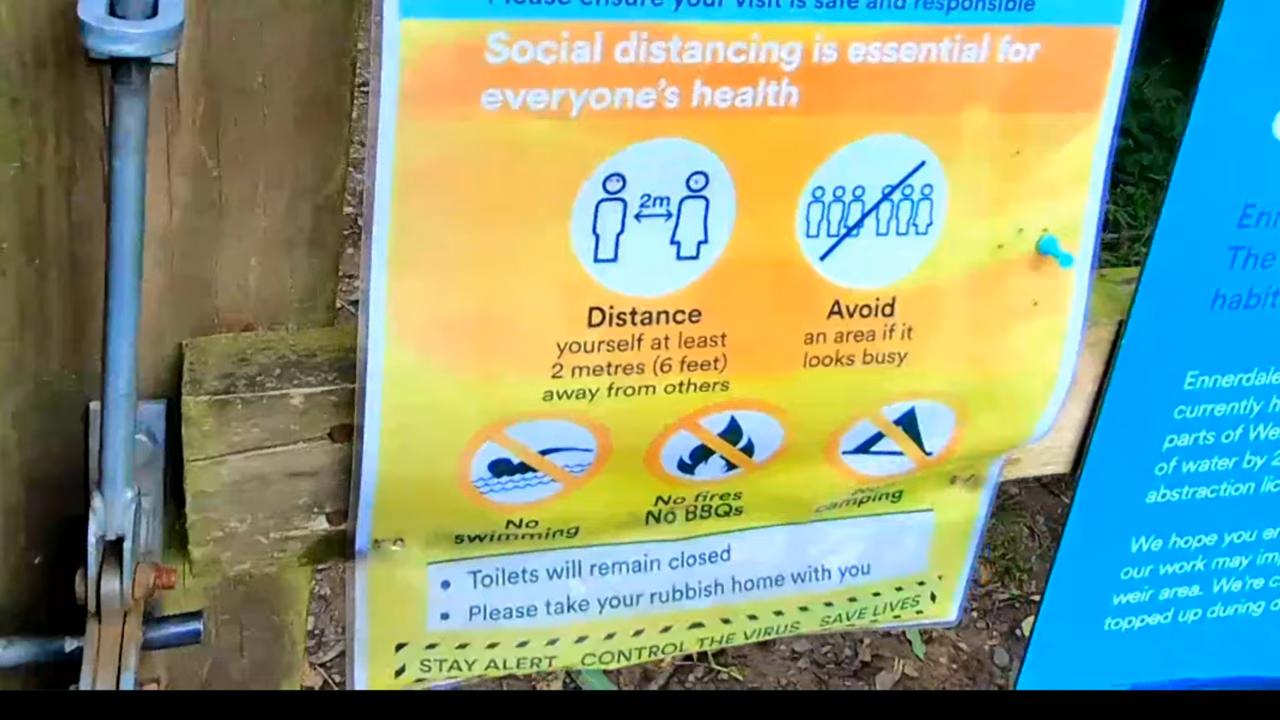 Please ensure your visit is safe and responsible
Social distancing is essential for
everyone's health
2m
Distance
yourself at least
2 metres (6 feet)
away from others
Avoid
an area if it
looks busy
No
swimming
No fires
No BBQs
No
camping
• Toilets will remain closed
• Please take your rubbish home with you
STAY ALERT CONTROL THE VIRUS SAVE LIVES
The
habit
Ennerdale
currently h
parts of We
of water by 2
abstraction lic
We hope you en
our work may im
weir area. We're c
topped up during d